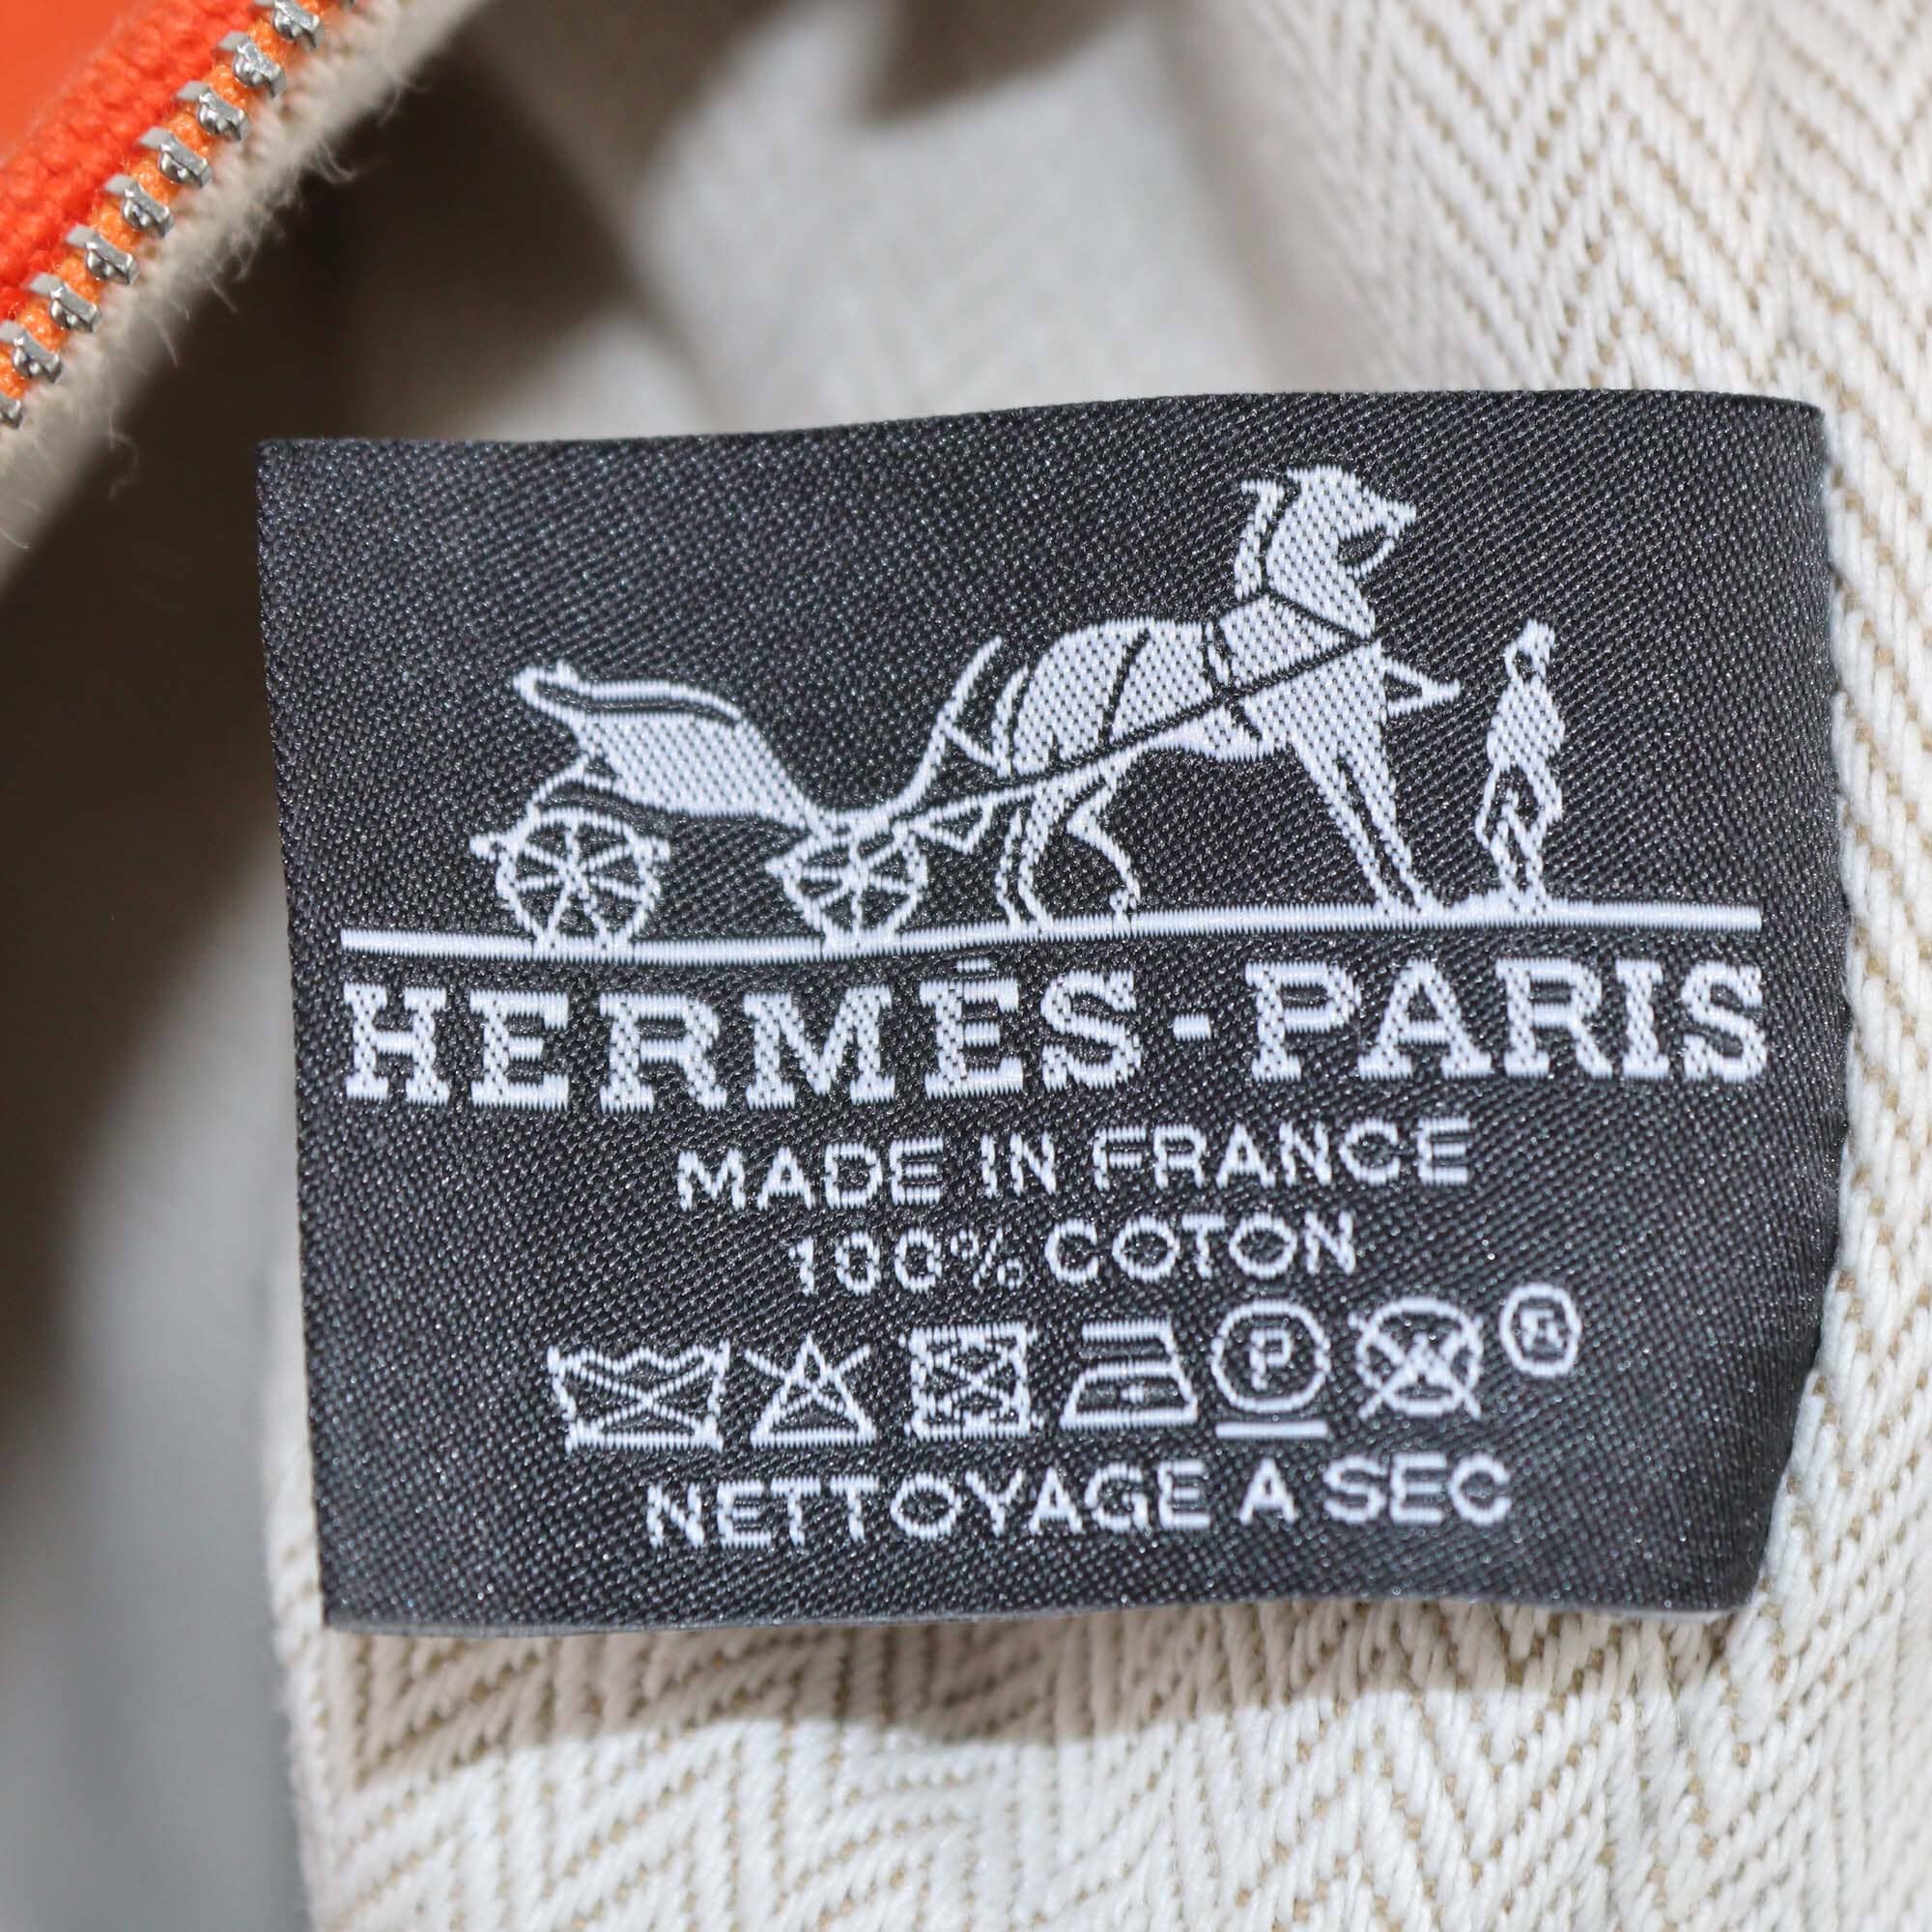 HERMÈS-PARIS
MADE IN FRANCE
100% COTON
P ®
NETTOYAGE A SEC